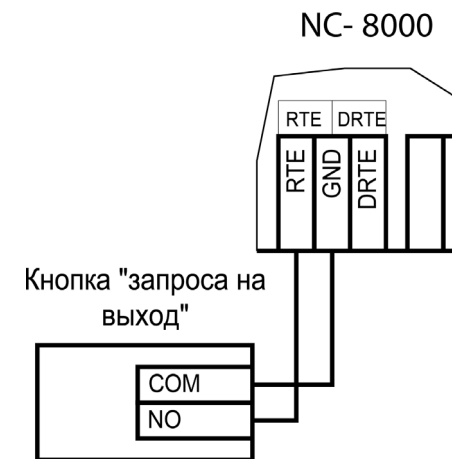 NC- 8000
RTE DRTE
RTE GND DRTE
Кнопка "запроса на
выход"
COM
NO